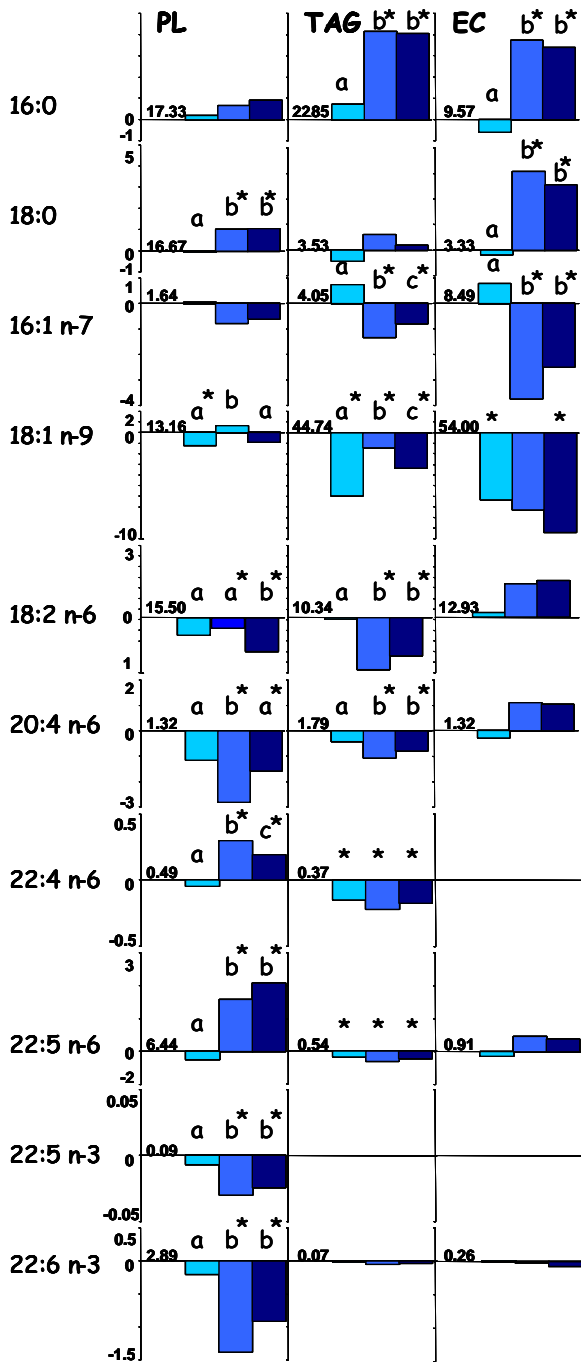 PL TAG EC
b* b* b* b*
a a
16:0 17.33 2285 9.57
0
-1
5
b* b*
18:0 a b* b* a
16.67 3.53 3.33
0
-1
a b* c* a b* b*
1
1.64 4.05 8.49
0
16:1 n-7
-4
a* b a a* b* c* * *
2
13.16 44.74 54.00
18:1 n-9 0
-10
3
a a* b* a b* b*
18:2 n-6 15.50 10.34 12.93
0
1
2
a b* a* a b* b*
20:4 n-6 1.32 1.79 1.32
0
-3
0.5
a b* c* * * *
22:4 n-6 0.49 0.37
0
-0.5
3
b* b*
a * * *
22:5 n-6 6.44 0.54 0.91
0
-2
0.05
a b* b*
22:5 n-3 0.09
0
-0.05
0.5 a b* b*
22:6 n-3 2.89 0.07 0.26
0
-1.5